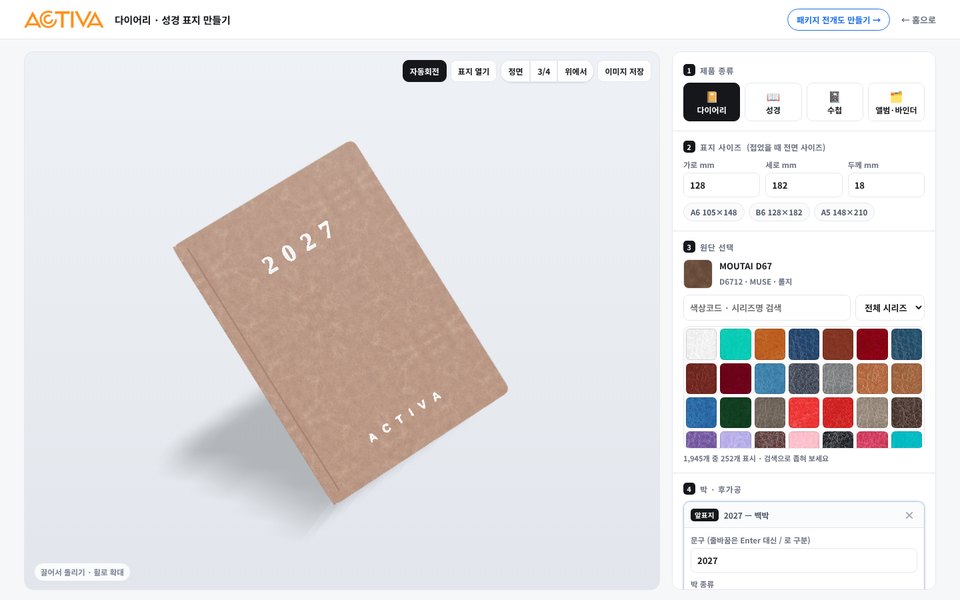 ACTIVA
다이어리 · 성경 표지 만들기
패키지 전개도 만들기 →
← 홈으로
자동회전
표지 열기
정면
3/4
위에서
이미지 저장
2027
ACTIVA
끌어서 돌리기 · 휠로 확대
1 제품 종류
다이어리
성경
수첩
앨범·바인더
2 표지 사이즈 (접었을 때 전면 사이즈)
가로 mm
세로 mm
두께 mm
128
182
18
A6 105×148
B6 128×182
A5 148×210
3 원단 선택
MOUTAI D67
D6712 · MUSE · 롤지
색상코드 · 시리즈명 검색
전체 시리즈
1,945개 중 252개 표시 · 검색으로 좁혀 보세요
4 박 · 후가공
앞표지 2027 — 백박 ×
문구 (줄바꿈은 Enter 대신 / 로 구분)
2027
박 종류